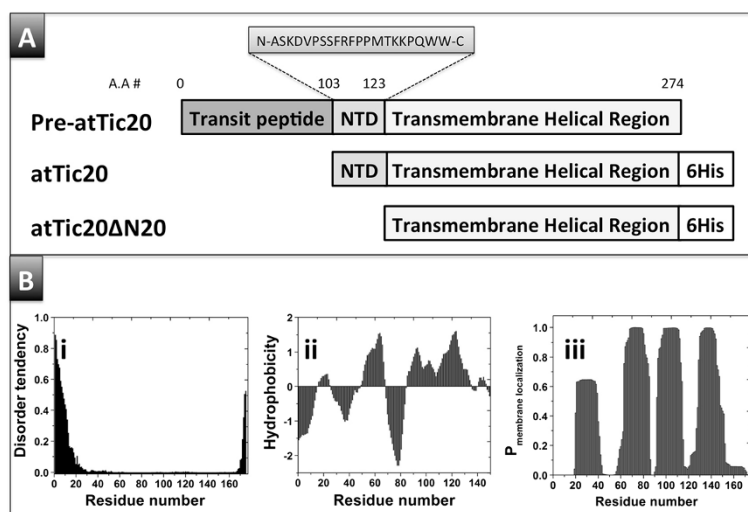 A
N-ASKDVPSSFRFPPMTKKPQWW-C
A.A # 0 103 123 274
Pre-atTic20 Transit peptide NTD Transmembrane Helical Region
atTic20 NTD Transmembrane Helical Region 6His
atTic20ΔN20 Transmembrane Helical Region 6His
B
i
Disorder tendency
1.0
0.8
0.6
0.4
0.2
0.0
0 20 40 60 80 100 120 140 160
Residue number
ii
Hydrophobicity
2
1
0
-1
-2
0 20 40 60 80 100 120 140
Residue number
iii
P membrane localization
1.0
0.8
0.6
0.4
0.2
0.0
0 20 40 60 80 100 120 140 160
Residue number